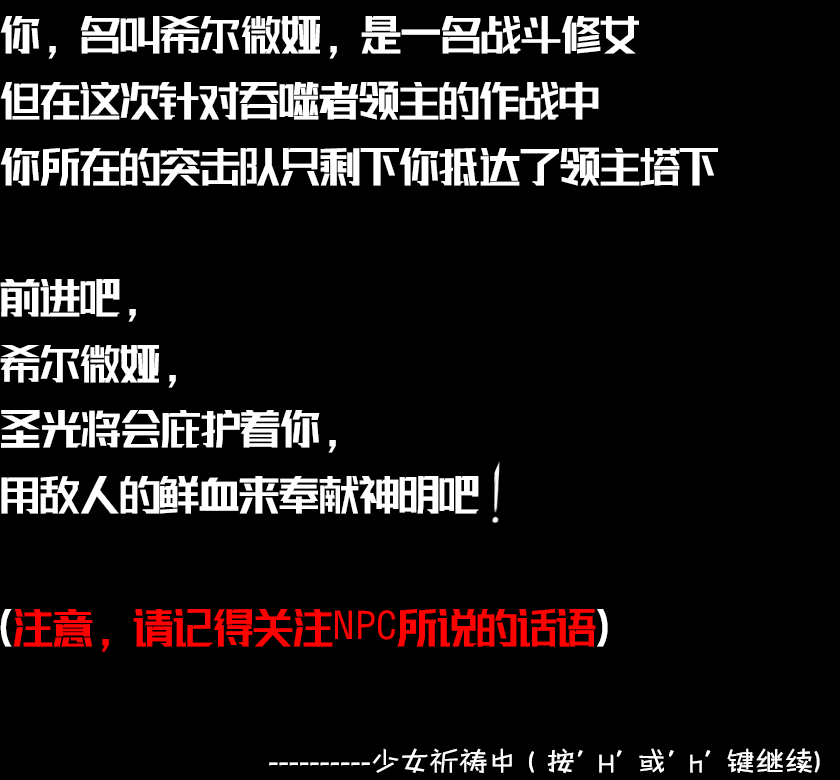 你，名叫希尔微娅，是一名战斗修女
但在这次针对吞噬者领主的作战中
你所在的突击队只剩下你抵达了领主塔下
前进吧，
希尔微娅，
圣光将会庇护着你，
用敌人的鲜血来奉献神明吧！
(注意，请记得关注NPC所说的话语)
----------少女祈祷中（按’H’或’h’键继续)